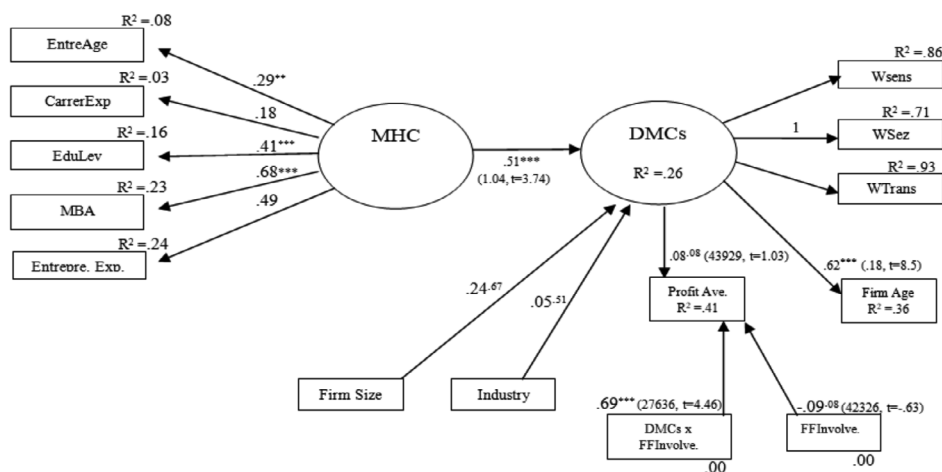 R² =.08
EntreAge
R² =.03
CarrerExp
R² =.16
EduLev
R² =.23
MBA
R² =.24
Entrepre. Exp.
.29**
.18
.41***
.68***
.49
MHC
.51***
(1.04, t=3.74)
DMCs
R² =.26
R² =.86
Wsens
1
R² =.71
WSez
R² =.93
WTrans
.24.67
.05.51
Firm Size
Industry
.08.08 (43929, t=1.03)
Profit Ave.
R² =.41
.62*** (.18, t=8.5)
Firm Age
R² =.36
.69*** (27636, t=4.46)
DMCs x
FFInvolve.
.00
-.09.08 (42326, t=-.63)
FFInvolve.
.00